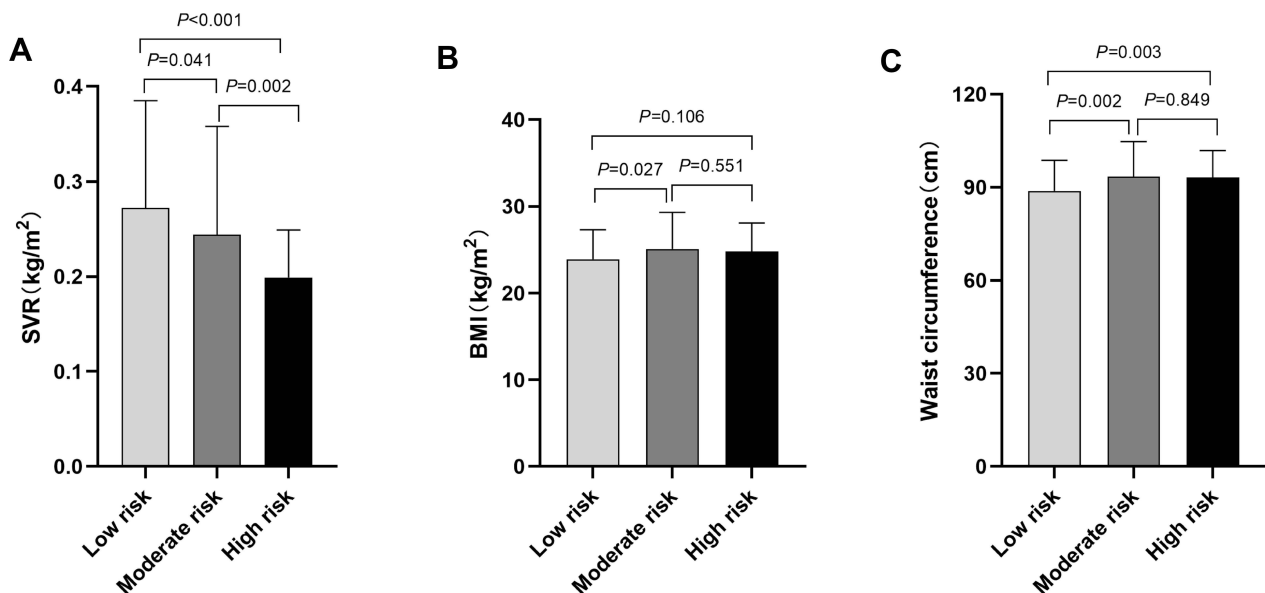 A
P<0.001
P=0.041
P=0.002
SVR(kg/m²)
0.4
0.3
0.2
0.1
0.0
Low risk
Moderate risk
High risk
B
P=0.106
P=0.027
P=0.551
BMI(kg/m²)
40
30
20
10
0
Low risk
Moderate risk
High risk
C
P=0.003
P=0.002
P=0.849
Waist circumference(cm)
120
90
60
30
0
Low risk
Moderate risk
High risk